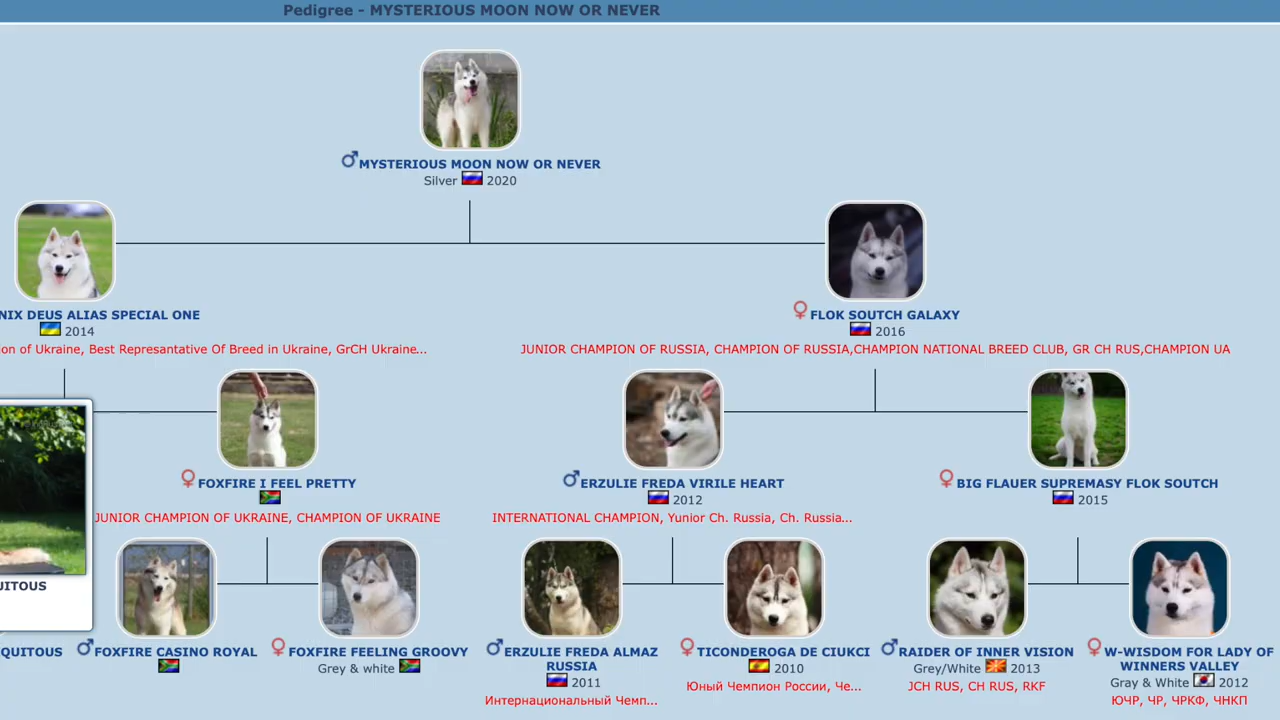 Pedigree - MYSTERIOUS MOON NOW OR NEVER
MYSTERIOUS MOON NOW OR NEVER
Silver 2020
NIX DEUS ALIAS SPECIAL ONE
2014
ion of Ukraine, Best Represantative Of Breed in Ukraine, GrCH Ukraine...
FLOK SOUTCH GALAXY
2016
JUNIOR CHAMPION OF RUSSIA, CHAMPION OF RUSSIA,CHAMPION NATIONAL BREED CLUB, GR CH RUS,CHAMPION UA
FOXFIRE I FEEL PRETTY
JUNIOR CHAMPION OF UKRAINE, CHAMPION OF UKRAINE
ERZULIE FREDA VIRILE HEART
2012
INTERNATIONAL CHAMPION, Yunior Ch. Russia, Ch. Russia...
BIG FLAUER SUPREMASY FLOK SOUTCH
2015
UITOUS
QUITOUS
FOXFIRE CASINO ROYAL
FOXFIRE FEELING GROOVY
Grey & white
ERZULIE FREDA ALMAZ
RUSSIA
2011
Интернациональный Чемп...
TICONDEROGA DE CIUKCI
2010
Юный Чемпион России, Че...
RAIDER OF INNER VISION
Grey/White 2013
JCH RUS, CH RUS, RKF
W-WISDOM FOR LADY OF
WINNERS VALLEY
Gray & White 2012
ЮЧР, ЧР, ЧРКФ, ЧНКП